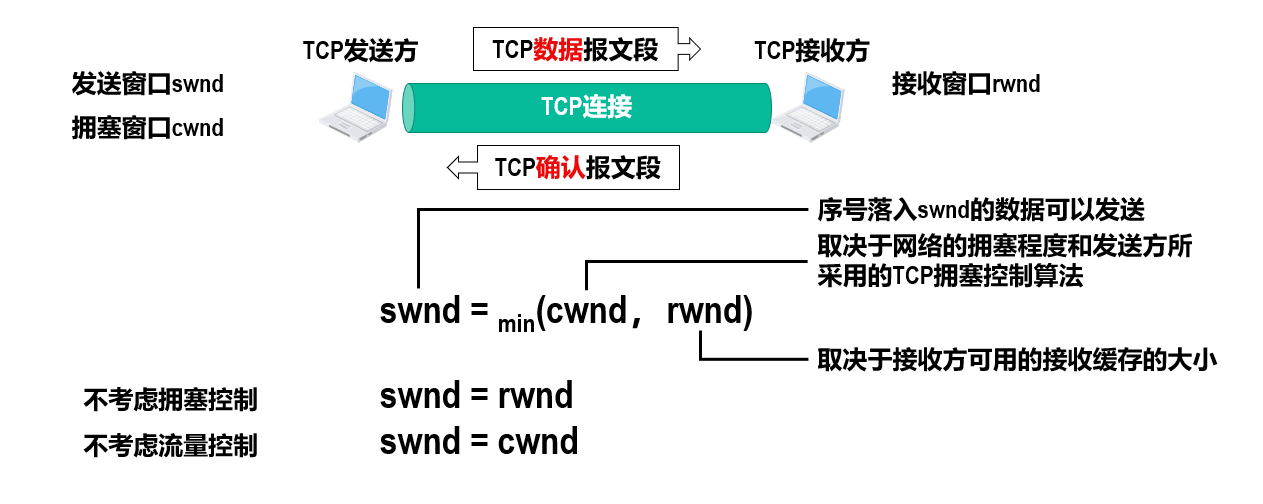 TCP发送方
TCP数据报文段
TCP接收方
发送窗口swnd
接收窗口rwnd
TCP连接
拥塞窗口cwnd
TCP确认报文段
序号落入swnd的数据可以发送
取决于网络的拥塞程度和发送方所
采用的TCP拥塞控制算法
swnd = min(cwnd，rwnd)
取决于接收方可用的接收缓存的大小
不考虑拥塞控制
swnd = rwnd
不考虑流量控制
swnd = cwnd